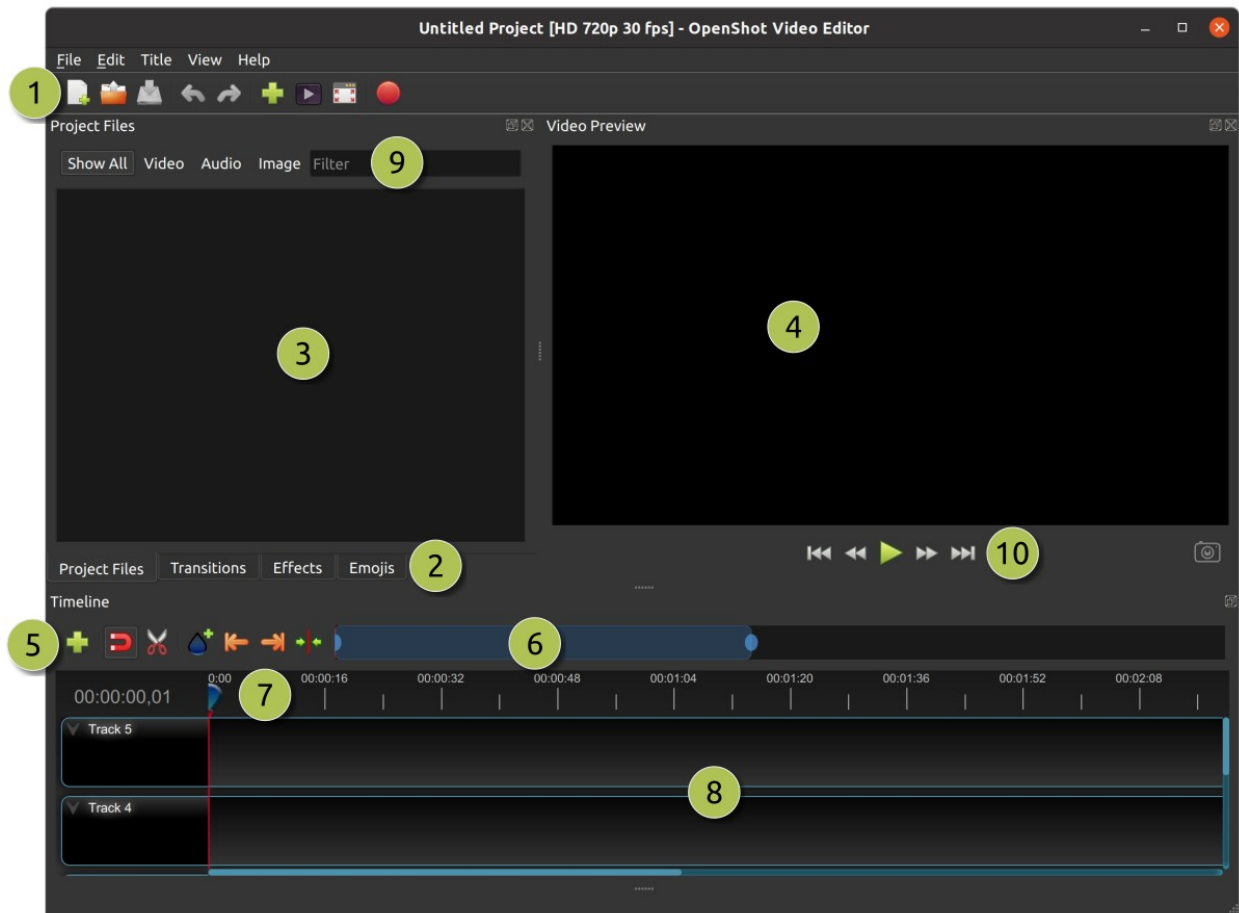 Untitled Project [HD 720p 30 fps] - OpenShot Video Editor
File Edit Title View Help
1
Project Files
Video Preview
Show All Video Audio Image Filter 9
3
4
10
Project Files Transitions Effects Emojis 2
Timeline
5 6
0:00 00:00:16 00:00:32 00:00:48 00:01:04 00:01:20 00:01:36 00:01:52 00:02:08
00:00:00,01 7
Track 5
8
Track 4